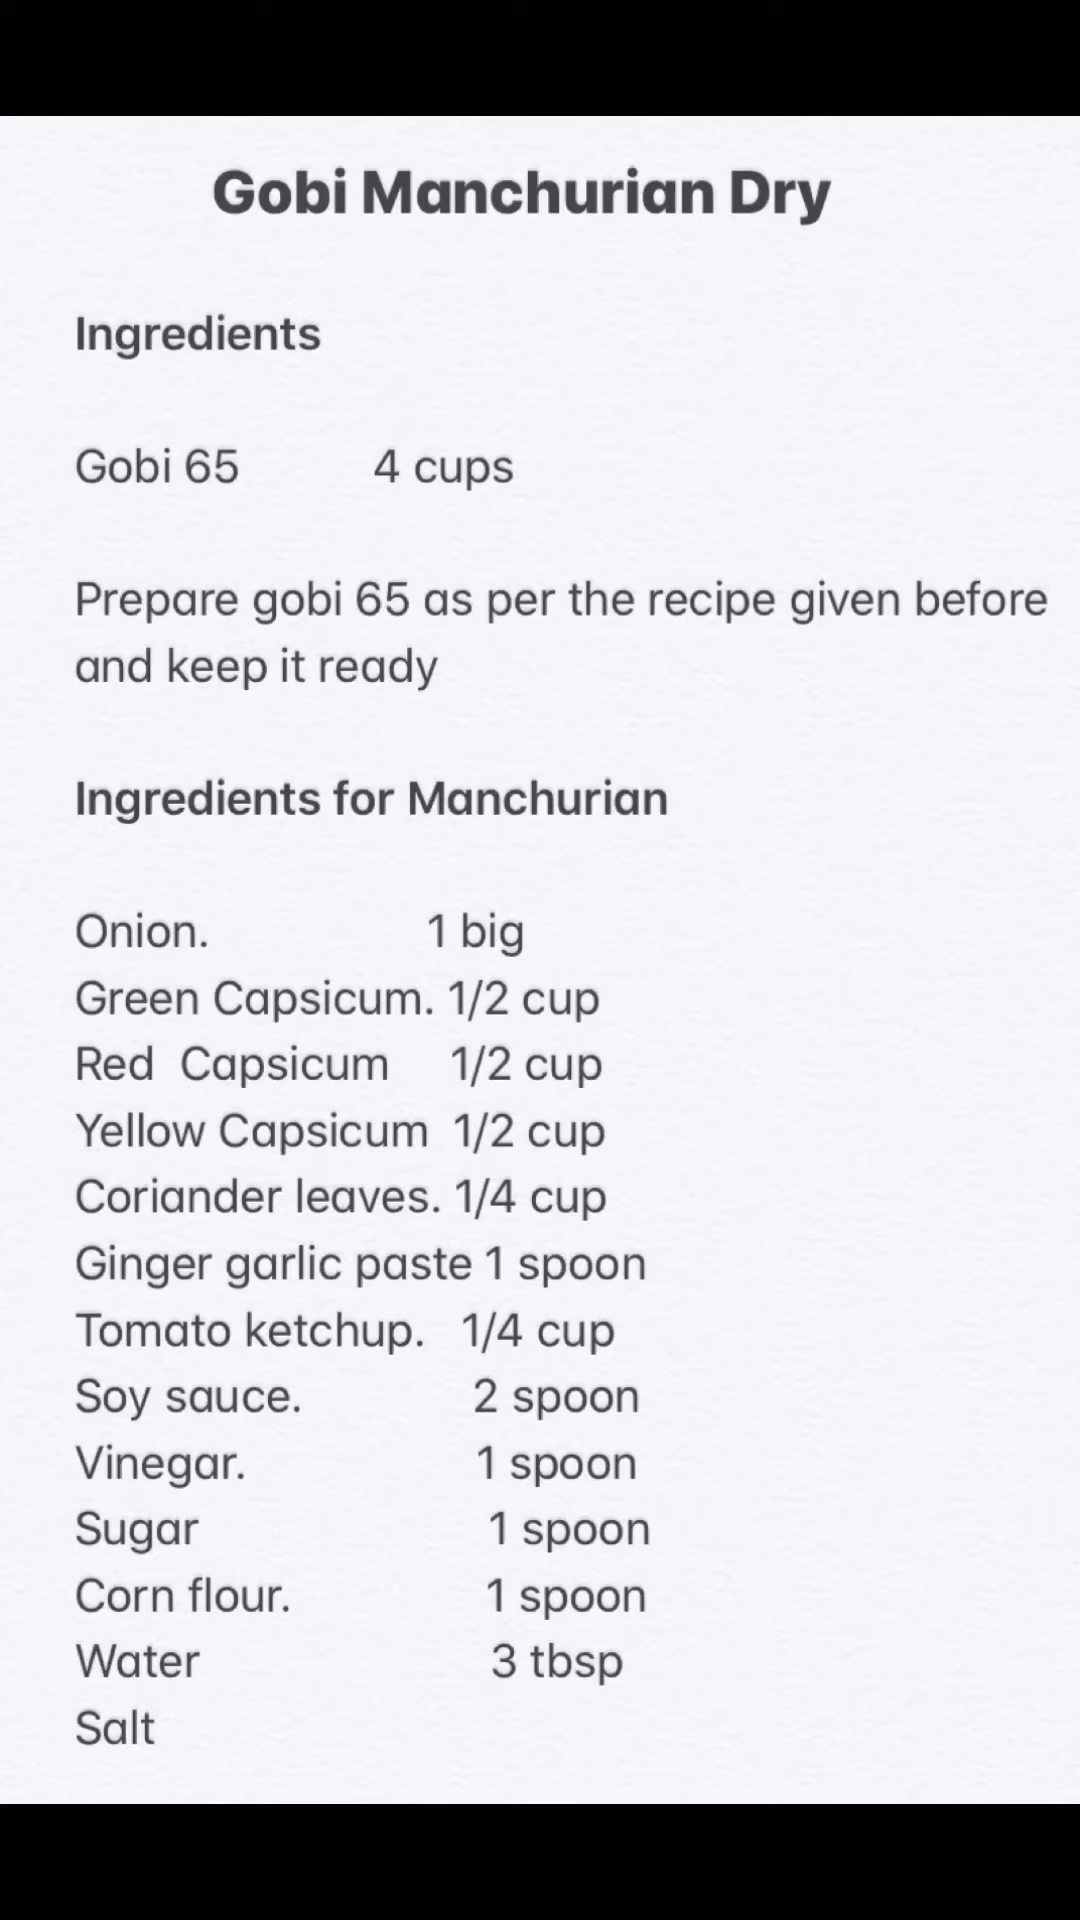 Gobi Manchurian Dry
Ingredients
Gobi 65 4 cups
Prepare gobi 65 as per the recipe given before
and keep it ready
Ingredients for Manchurian
Onion. 1 big
Green Capsicum. 1/2 cup
Red Capsicum 1/2 cup
Yellow Capsicum 1/2 cup
Coriander leaves. 1/4 cup
Ginger garlic paste 1 spoon
Tomato ketchup. 1/4 cup
Soy sauce. 2 spoon
Vinegar. 1 spoon
Sugar 1 spoon
Corn flour. 1 spoon
Water 3 tbsp
Salt